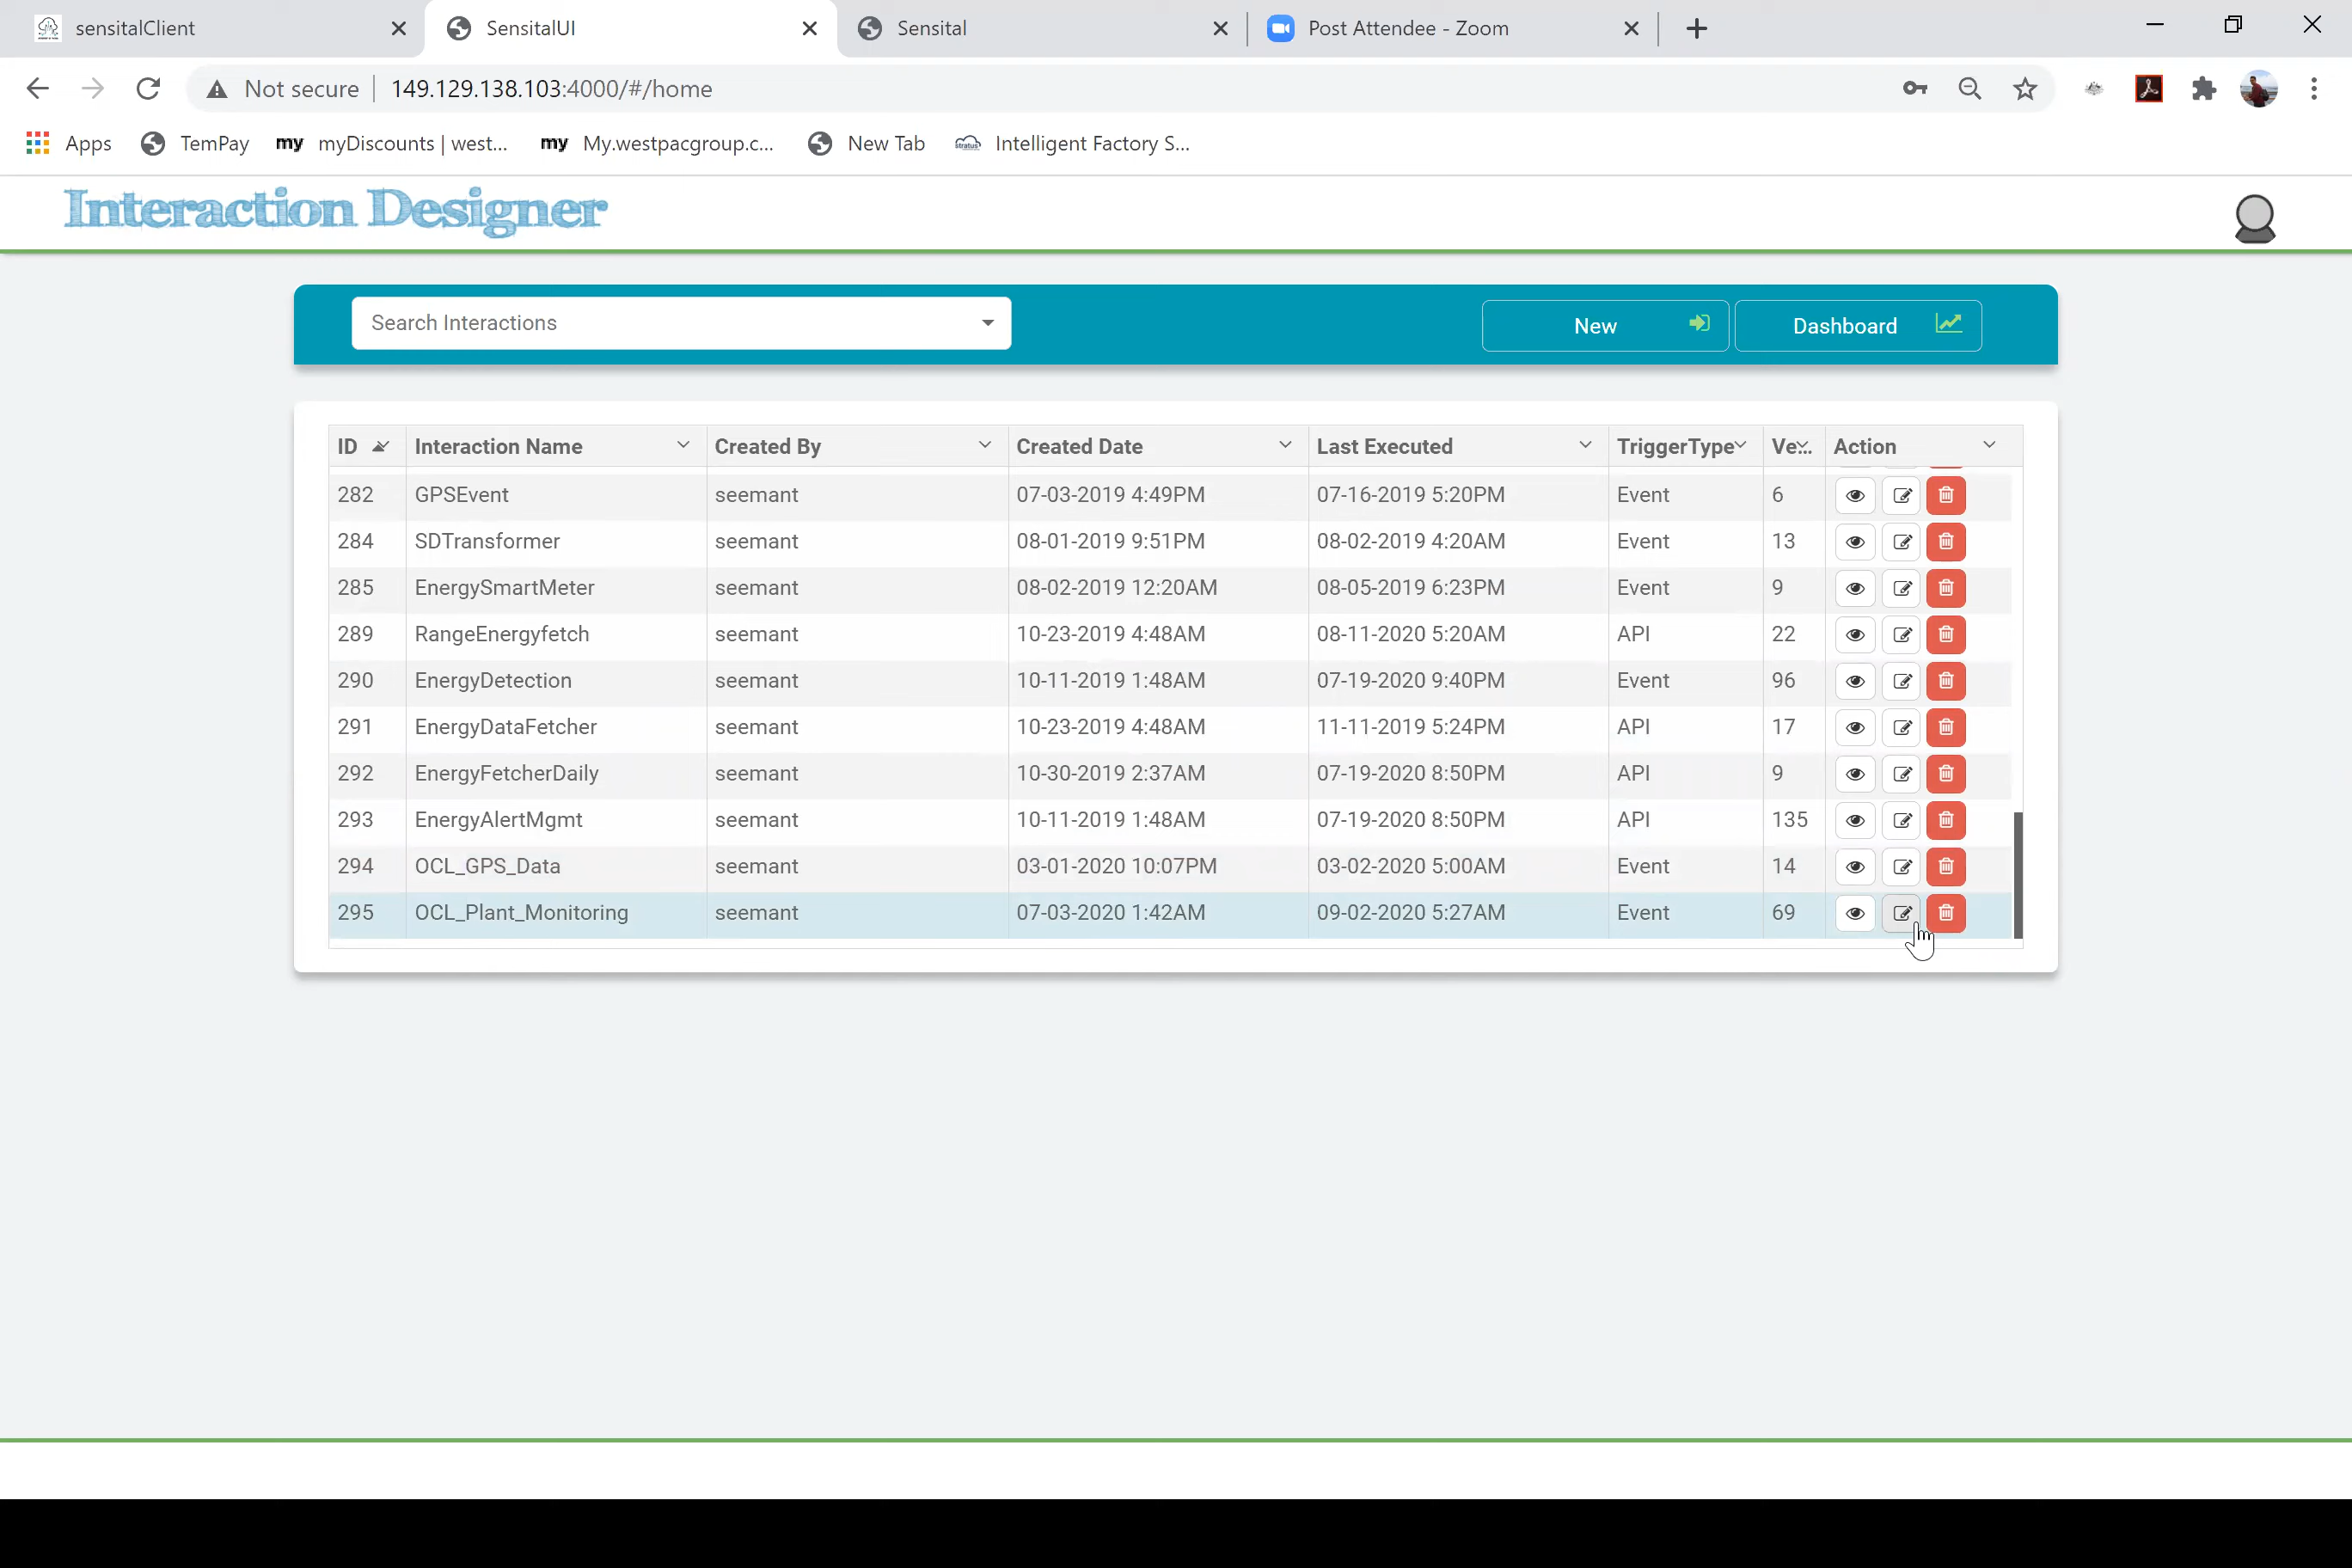 sensitalClient SensitalUI Sensital Post Attendee - Zoom
Not secure 149.129.138.103:4000/#/home
Apps TemPay my myDiscounts | west... my My.westpacgroup.c... New Tab stratus Intelligent Factory S...
Interaction Designer
Search Interactions New Dashboard
ID Interaction Name Created By Created Date Last Executed TriggerType Ve... Action
282 GPSEvent seemant 07-03-2019 4:49PM 07-16-2019 5:20PM Event 6
284 SDTransformer seemant 08-01-2019 9:51PM 08-02-2019 4:20AM Event 13
285 EnergySmartMeter seemant 08-02-2019 12:20AM 08-05-2019 6:23PM Event 9
289 RangeEnergyfetch seemant 10-23-2019 4:48AM 08-11-2020 5:20AM API 22
290 EnergyDetection seemant 10-11-2019 1:48AM 07-19-2020 9:40PM Event 96
291 EnergyDataFetcher seemant 10-23-2019 4:48AM 11-11-2019 5:24PM API 17
292 EnergyFetcherDaily seemant 10-30-2019 2:37AM 07-19-2020 8:50PM API 9
293 EnergyAlertMgmt seemant 10-11-2019 1:48AM 07-19-2020 8:50PM API 135
294 OCL_GPS_Data seemant 03-01-2020 10:07PM 03-02-2020 5:00AM Event 14
295 OCL_Plant_Monitoring seemant 07-03-2020 1:42AM 09-02-2020 5:27AM Event 69